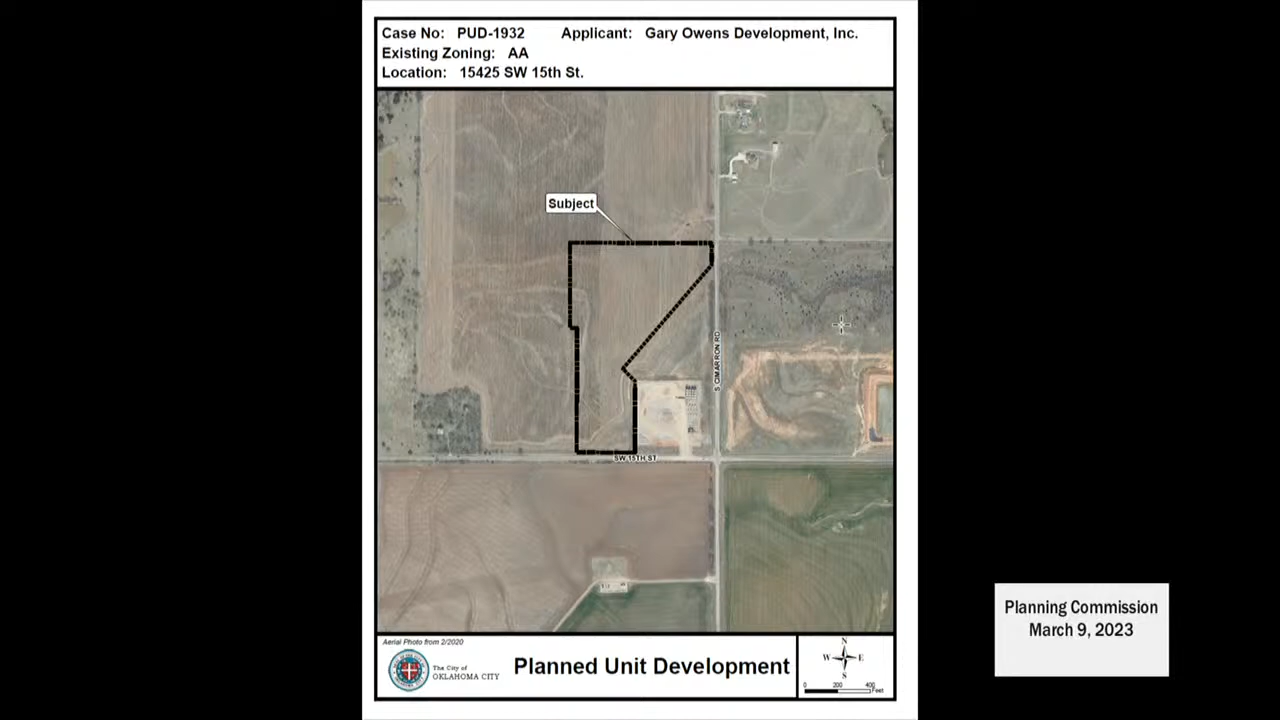 Case No: PUD-1932 Applicant: Gary Owens Development, Inc.
Existing Zoning: AA
Location: 15425 SW 15th St.
Subject
S CIMARRON RD
SW 15TH ST
Planning Commission
March 9, 2023
Aerial Photo from 2/2020
The City of
OKLAHOMA CITY
Planned Unit Development
N
W E
S
0 200 400
Feet